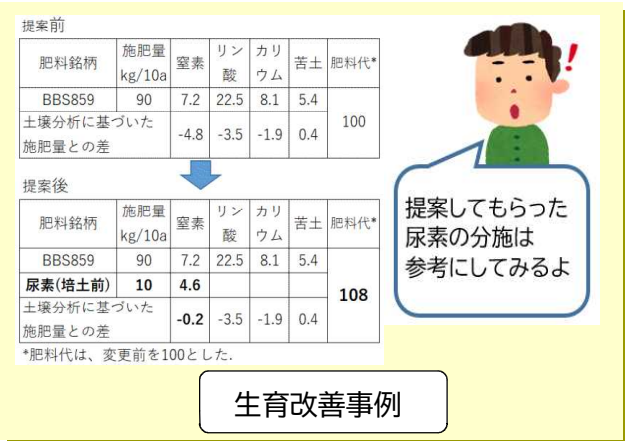 提案前
肥料銘柄 施肥量 kg/10a 窒素 リン酸 カリウム 苦土 肥料代*
BBS859 90 7.2 22.5 8.1 5.4 100
土壌分析に基づいた
施肥量との差 -4.8 -3.5 -1.9 0.4
提案後
肥料銘柄 施肥量 kg/10a 窒素 リン酸 カリウム 苦土 肥料代*
BBS859 90 7.2 22.5 8.1 5.4 108
尿素(培土前) 10 4.6
土壌分析に基づいた
施肥量との差 -0.2 -3.5 -1.9 0.4
*肥料代は、変更前を100とした.
提案してもらった
尿素の分施は
参考にしてみるよ
生育改善事例